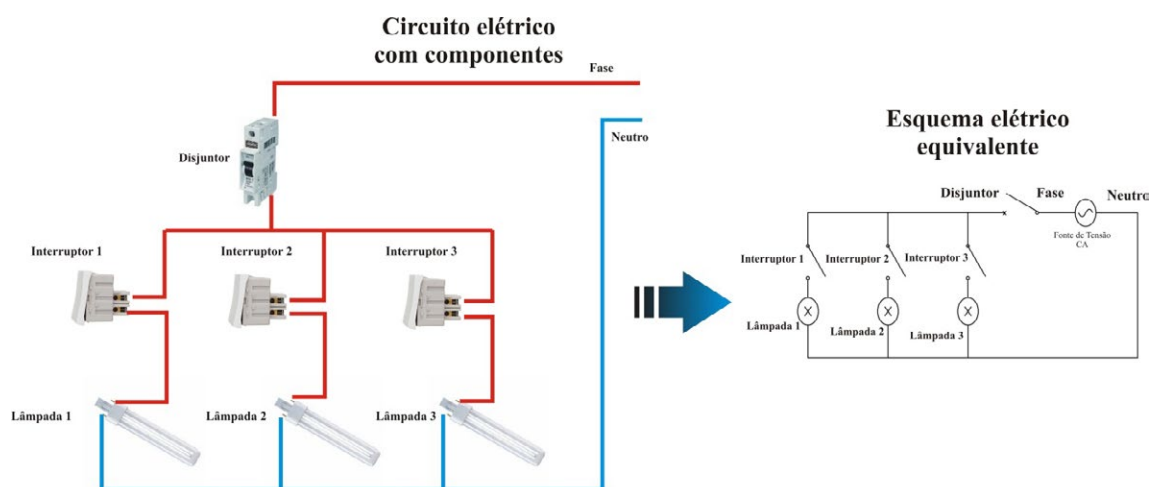 Circuito elétrico
com componentes
Fase
Neutro
Disjuntor
Interruptor 1
Interruptor 2
Interruptor 3
Lâmpada 1
Lâmpada 2
Lâmpada 3
Esquema elétrico
equivalente
Disjuntor
Fase
Neutro
Fonte de Tensão
CA
Interruptor 1
Interruptor 2
Interruptor 3
Lâmpada 1
Lâmpada 2
Lâmpada 3